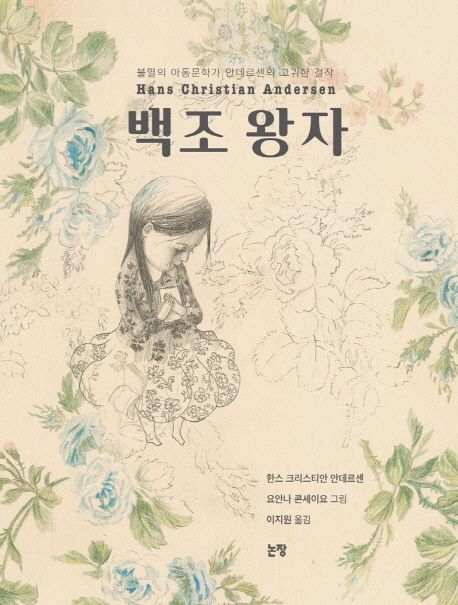 불멸의 아동문학가 안데르센의 고귀한 걸작
Hans Christian Andersen
백조 왕자
한스 크리스티안 안데르센
요안나 콘세이요 그림
이지원 옮김
논장